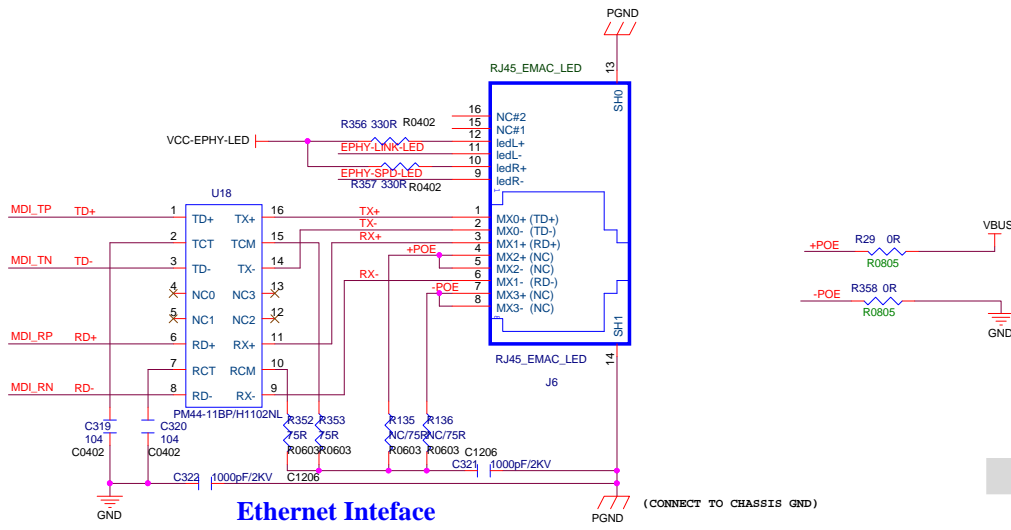 PGND
13
RJ45_EMAC_LED
SH0
16 NC#2
15 NC#1
R356 330R R0402
12 ledL+
VCC-EPHY-LED
EPHY-LINK-LED 11 ledL-
10 ledR+
EPHY-SPD-LED 9 ledR-
R357 330R R0402
1
U18
MDI_TP TD+ 1 TD+ TX+ 16 TX+ 1 MX0+ (TD+)
TX- 2 MX0- (TD-)
2 TCT TCM 15 RX+ 3 MX1+ (RD+)
+POE 4 MX2+ (NC)
MDI_TN TD- 3 TD- TX- 14 5 MX2- (NC)
RX- 6 MX1- (RD-)
4 NC0 NC3 13 -POE 7 MX3+ (NC)
8 MX3- (NC)
5 NC1 NC2 12
8
SH1
MDI_RP RD+ 6 RD+ RX+ 11
7 RCT RCM 10
MDI_RN RD- 8 RD- RX- 9
PM44-11BP/H1102NL
RJ45_EMAC_LED
14
J6
VBUS
+POE R29 0R
R0805
-POE R358 0R
R0805
GND
C319 104 C0402
C320 104 C0402
R352 75R R0603
R353 75R R0603
R135 NC/75R R0603
R136 NC/75R R0603
C1206
C321 1000pF/2KV
C322 1000pF/2KV C1206
GND
Ethernet Inteface
PGND
(CONNECT TO CHASSIS GND)